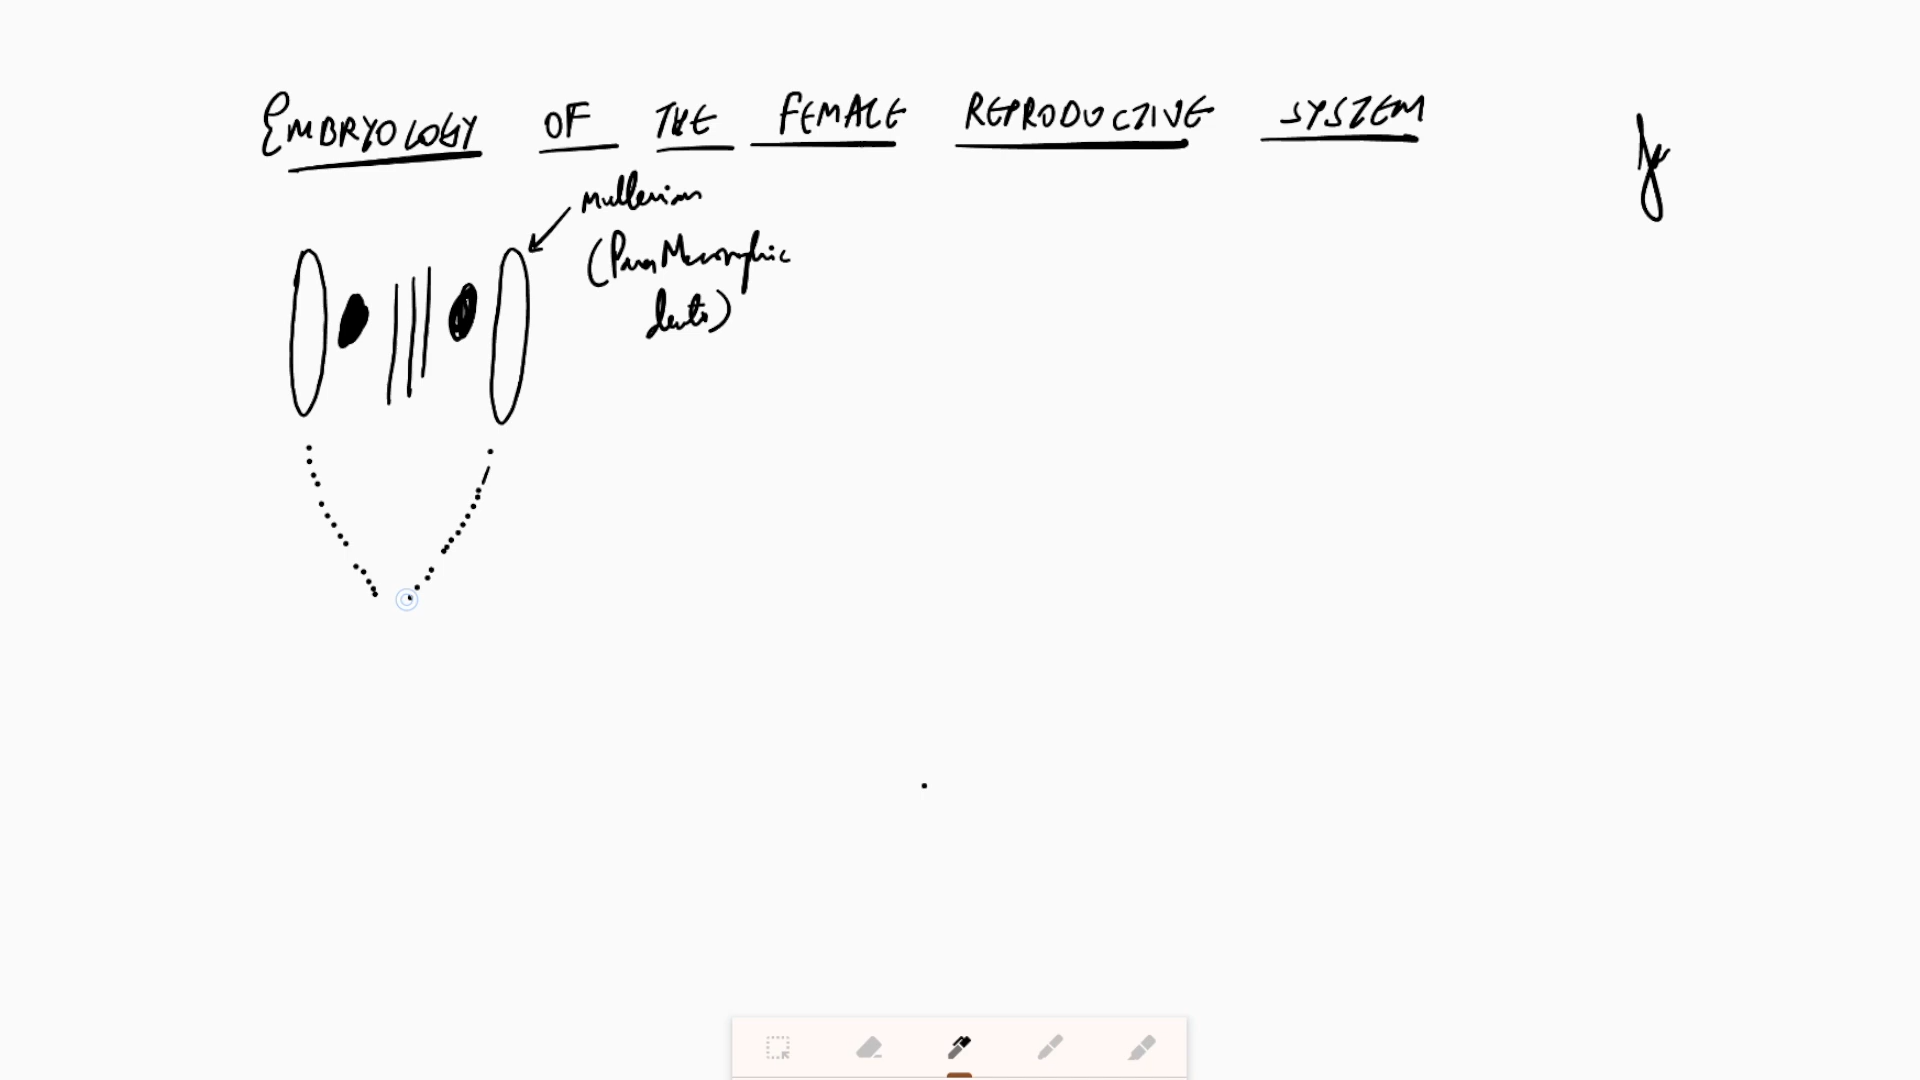 EMBRYOLOGY OF THE FEMALE REPRODUCTIVE SYSTEM
Mullerian
(ParaMesonephric
ducts)